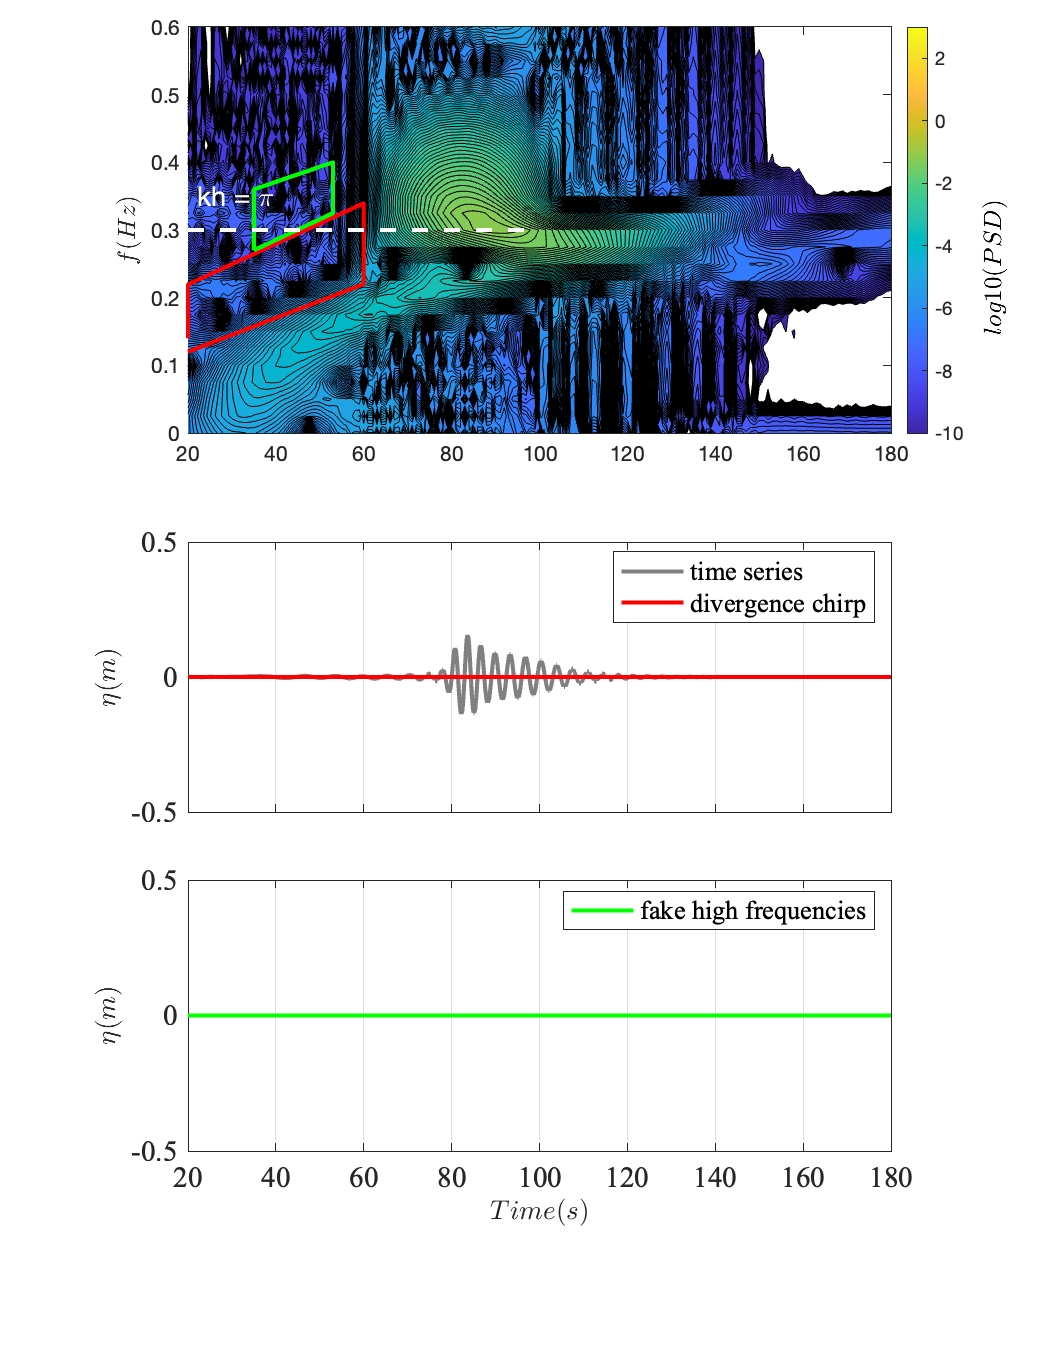 0.6
0.5
0.4
0.3
0.2
0.1
0
f(Hz)
kh = π
20 40 60 80 100 120 140 160 180
2
0
-2
-4
-6
-8
-10
log10(PSD)
0.5
0
-0.5
η(m)
time series
divergence chirp
0.5
0
-0.5
η(m)
fake high frequencies
20 40 60 80 100 120 140 160 180
Time(s)